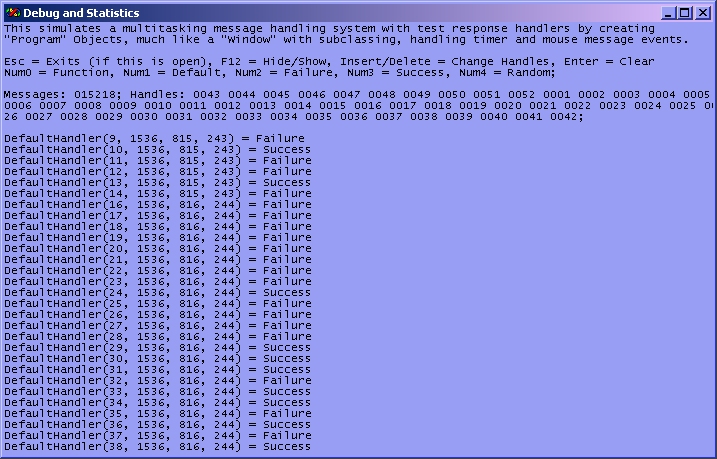 Debug and Statistics
This simulates a multitasking message handling system with test response handlers by creating
"Program" Objects, much like a "Window" with subclassing, handling timer and mouse message events.
Esc = Exits (if this is open), F12 = Hide/Show, Insert/Delete = Change Handles, Enter = Clear
Num0 = Function, Num1 = Default, Num2 = Failure, Num3 = Success, Num4 = Random;
Messages: 015218; Handles: 0043 0044 0045 0046 0047 0048 0049 0050 0051 0052 0001 0002 0003 0004 0005
0006 0007 0008 0009 0010 0011 0012 0013 0014 0015 0016 0017 0018 0019 0020 0021 0022 0023 0024 0025 00
26 0027 0028 0029 0030 0031 0032 0033 0034 0035 0036 0037 0038 0039 0040 0041 0042;
DefaultHandler(9, 1536, 815, 243) = Failure
DefaultHandler(10, 1536, 815, 243) = Success
DefaultHandler(11, 1536, 815, 243) = Failure
DefaultHandler(12, 1536, 815, 243) = Failure
DefaultHandler(13, 1536, 815, 243) = Success
DefaultHandler(14, 1536, 815, 243) = Failure
DefaultHandler(16, 1536, 816, 244) = Failure
DefaultHandler(17, 1536, 816, 244) = Failure
DefaultHandler(18, 1536, 816, 244) = Failure
DefaultHandler(19, 1536, 816, 244) = Failure
DefaultHandler(20, 1536, 816, 244) = Failure
DefaultHandler(21, 1536, 816, 244) = Failure
DefaultHandler(22, 1536, 816, 244) = Failure
DefaultHandler(23, 1536, 816, 244) = Failure
DefaultHandler(24, 1536, 816, 244) = Success
DefaultHandler(25, 1536, 816, 244) = Failure
DefaultHandler(26, 1536, 816, 244) = Failure
DefaultHandler(27, 1536, 816, 244) = Failure
DefaultHandler(28, 1536, 816, 244) = Failure
DefaultHandler(29, 1536, 816, 244) = Success
DefaultHandler(30, 1536, 816, 244) = Success
DefaultHandler(31, 1536, 816, 244) = Success
DefaultHandler(32, 1536, 816, 244) = Failure
DefaultHandler(33, 1536, 816, 244) = Success
DefaultHandler(34, 1536, 816, 244) = Success
DefaultHandler(35, 1536, 816, 244) = Failure
DefaultHandler(36, 1536, 816, 244) = Success
DefaultHandler(37, 1536, 816, 244) = Failure
DefaultHandler(38, 1536, 816, 244) = Success